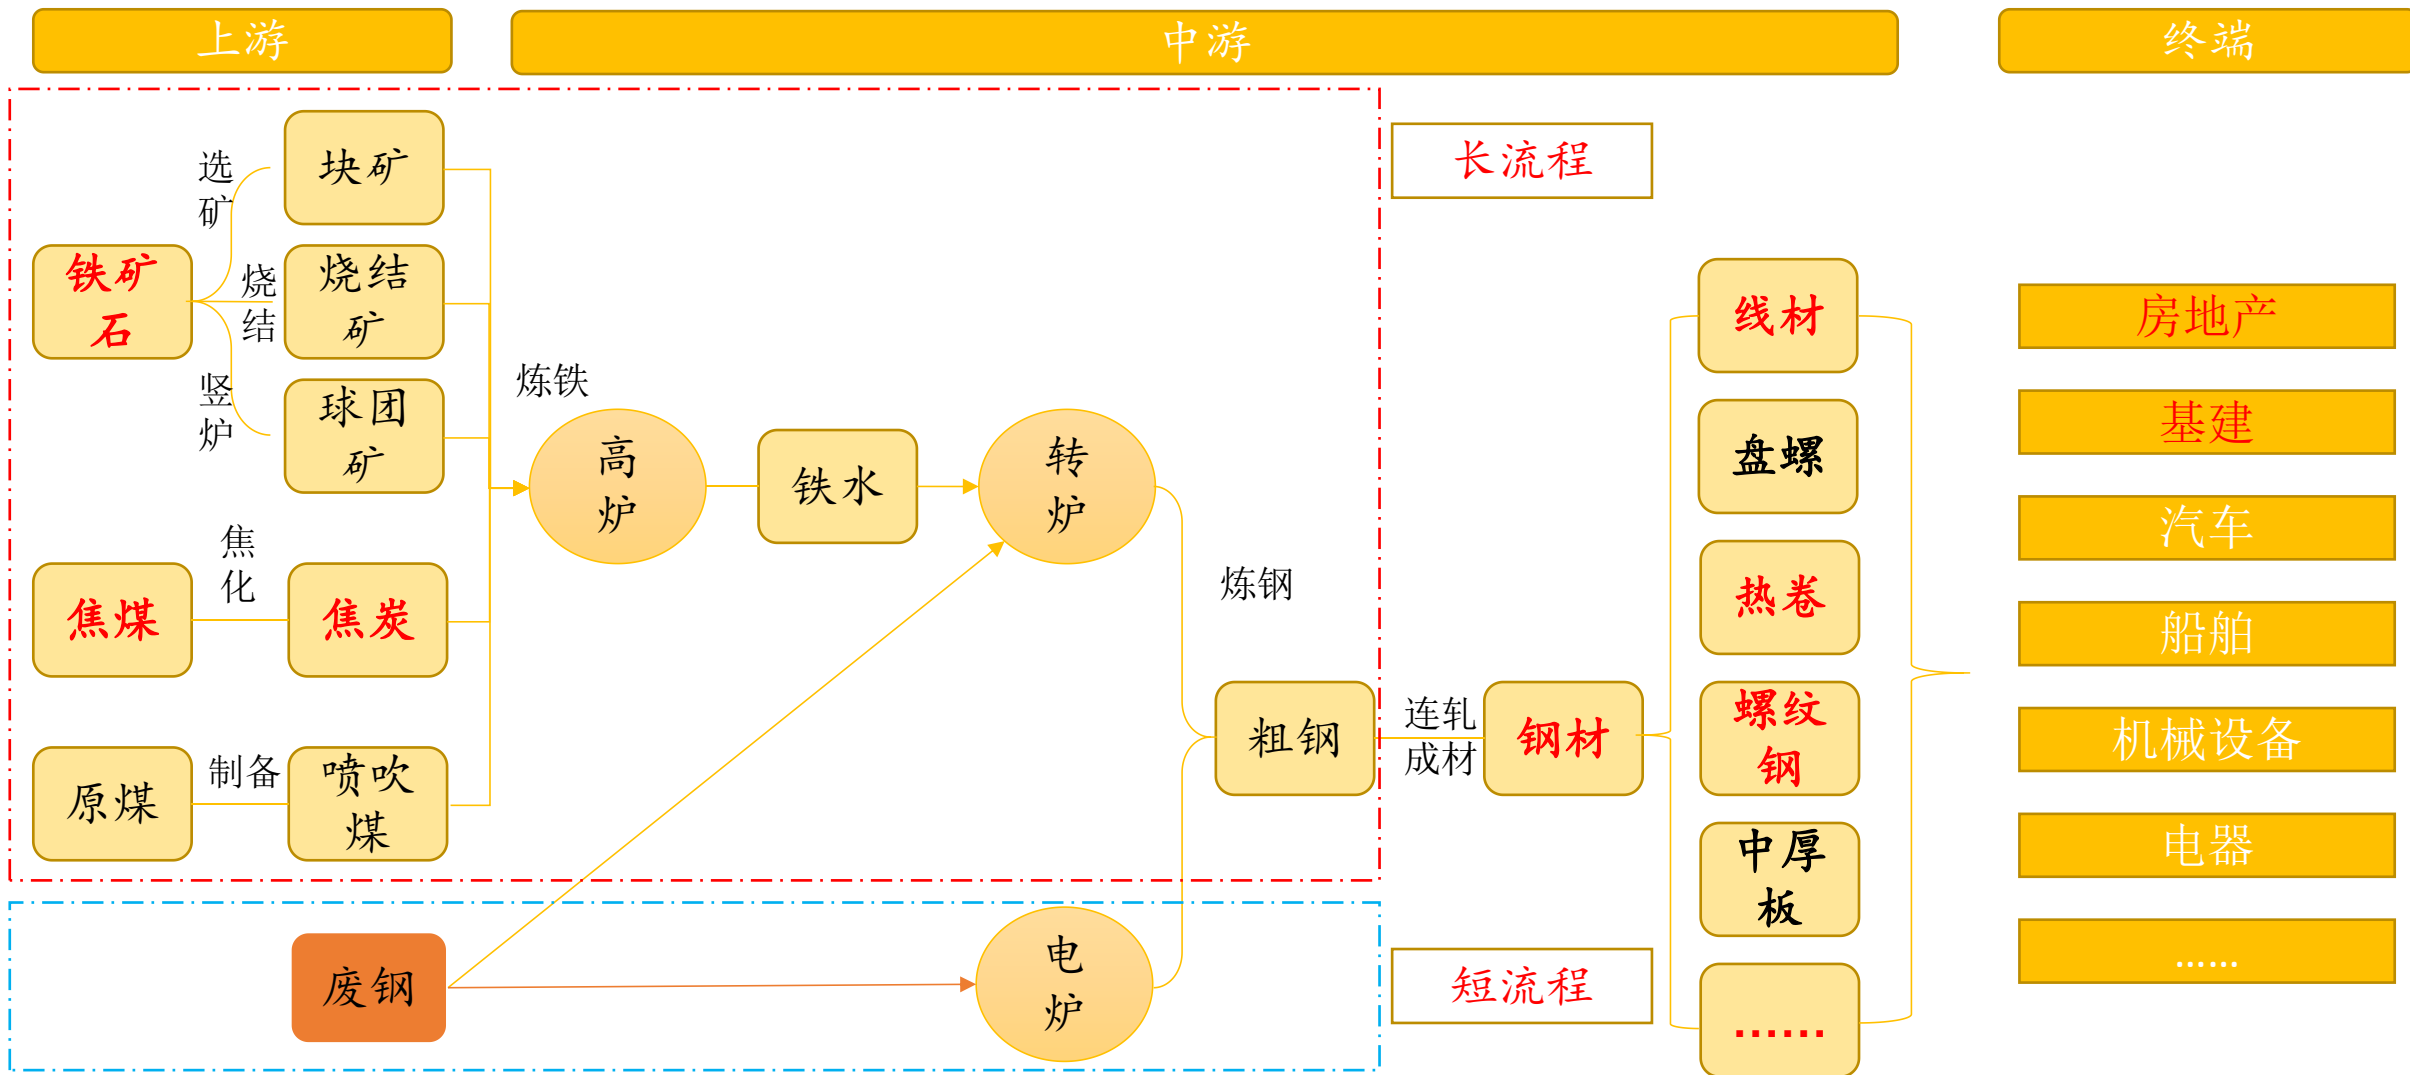 上游
中游
终端
选
矿
块矿
长流程
铁矿
石
烧
结
烧结
矿
竖
炉
球团
矿
炼铁
高
炉
铁水
转
炉
焦煤
焦
化
焦炭
炼钢
原煤
制备
喷吹
煤
粗钢
连轧
成材
钢材
线材
盘螺
热卷
螺纹
钢
中厚
板
......
房地产
基建
汽车
船舶
机械设备
电器
......
废钢
电
炉
短流程